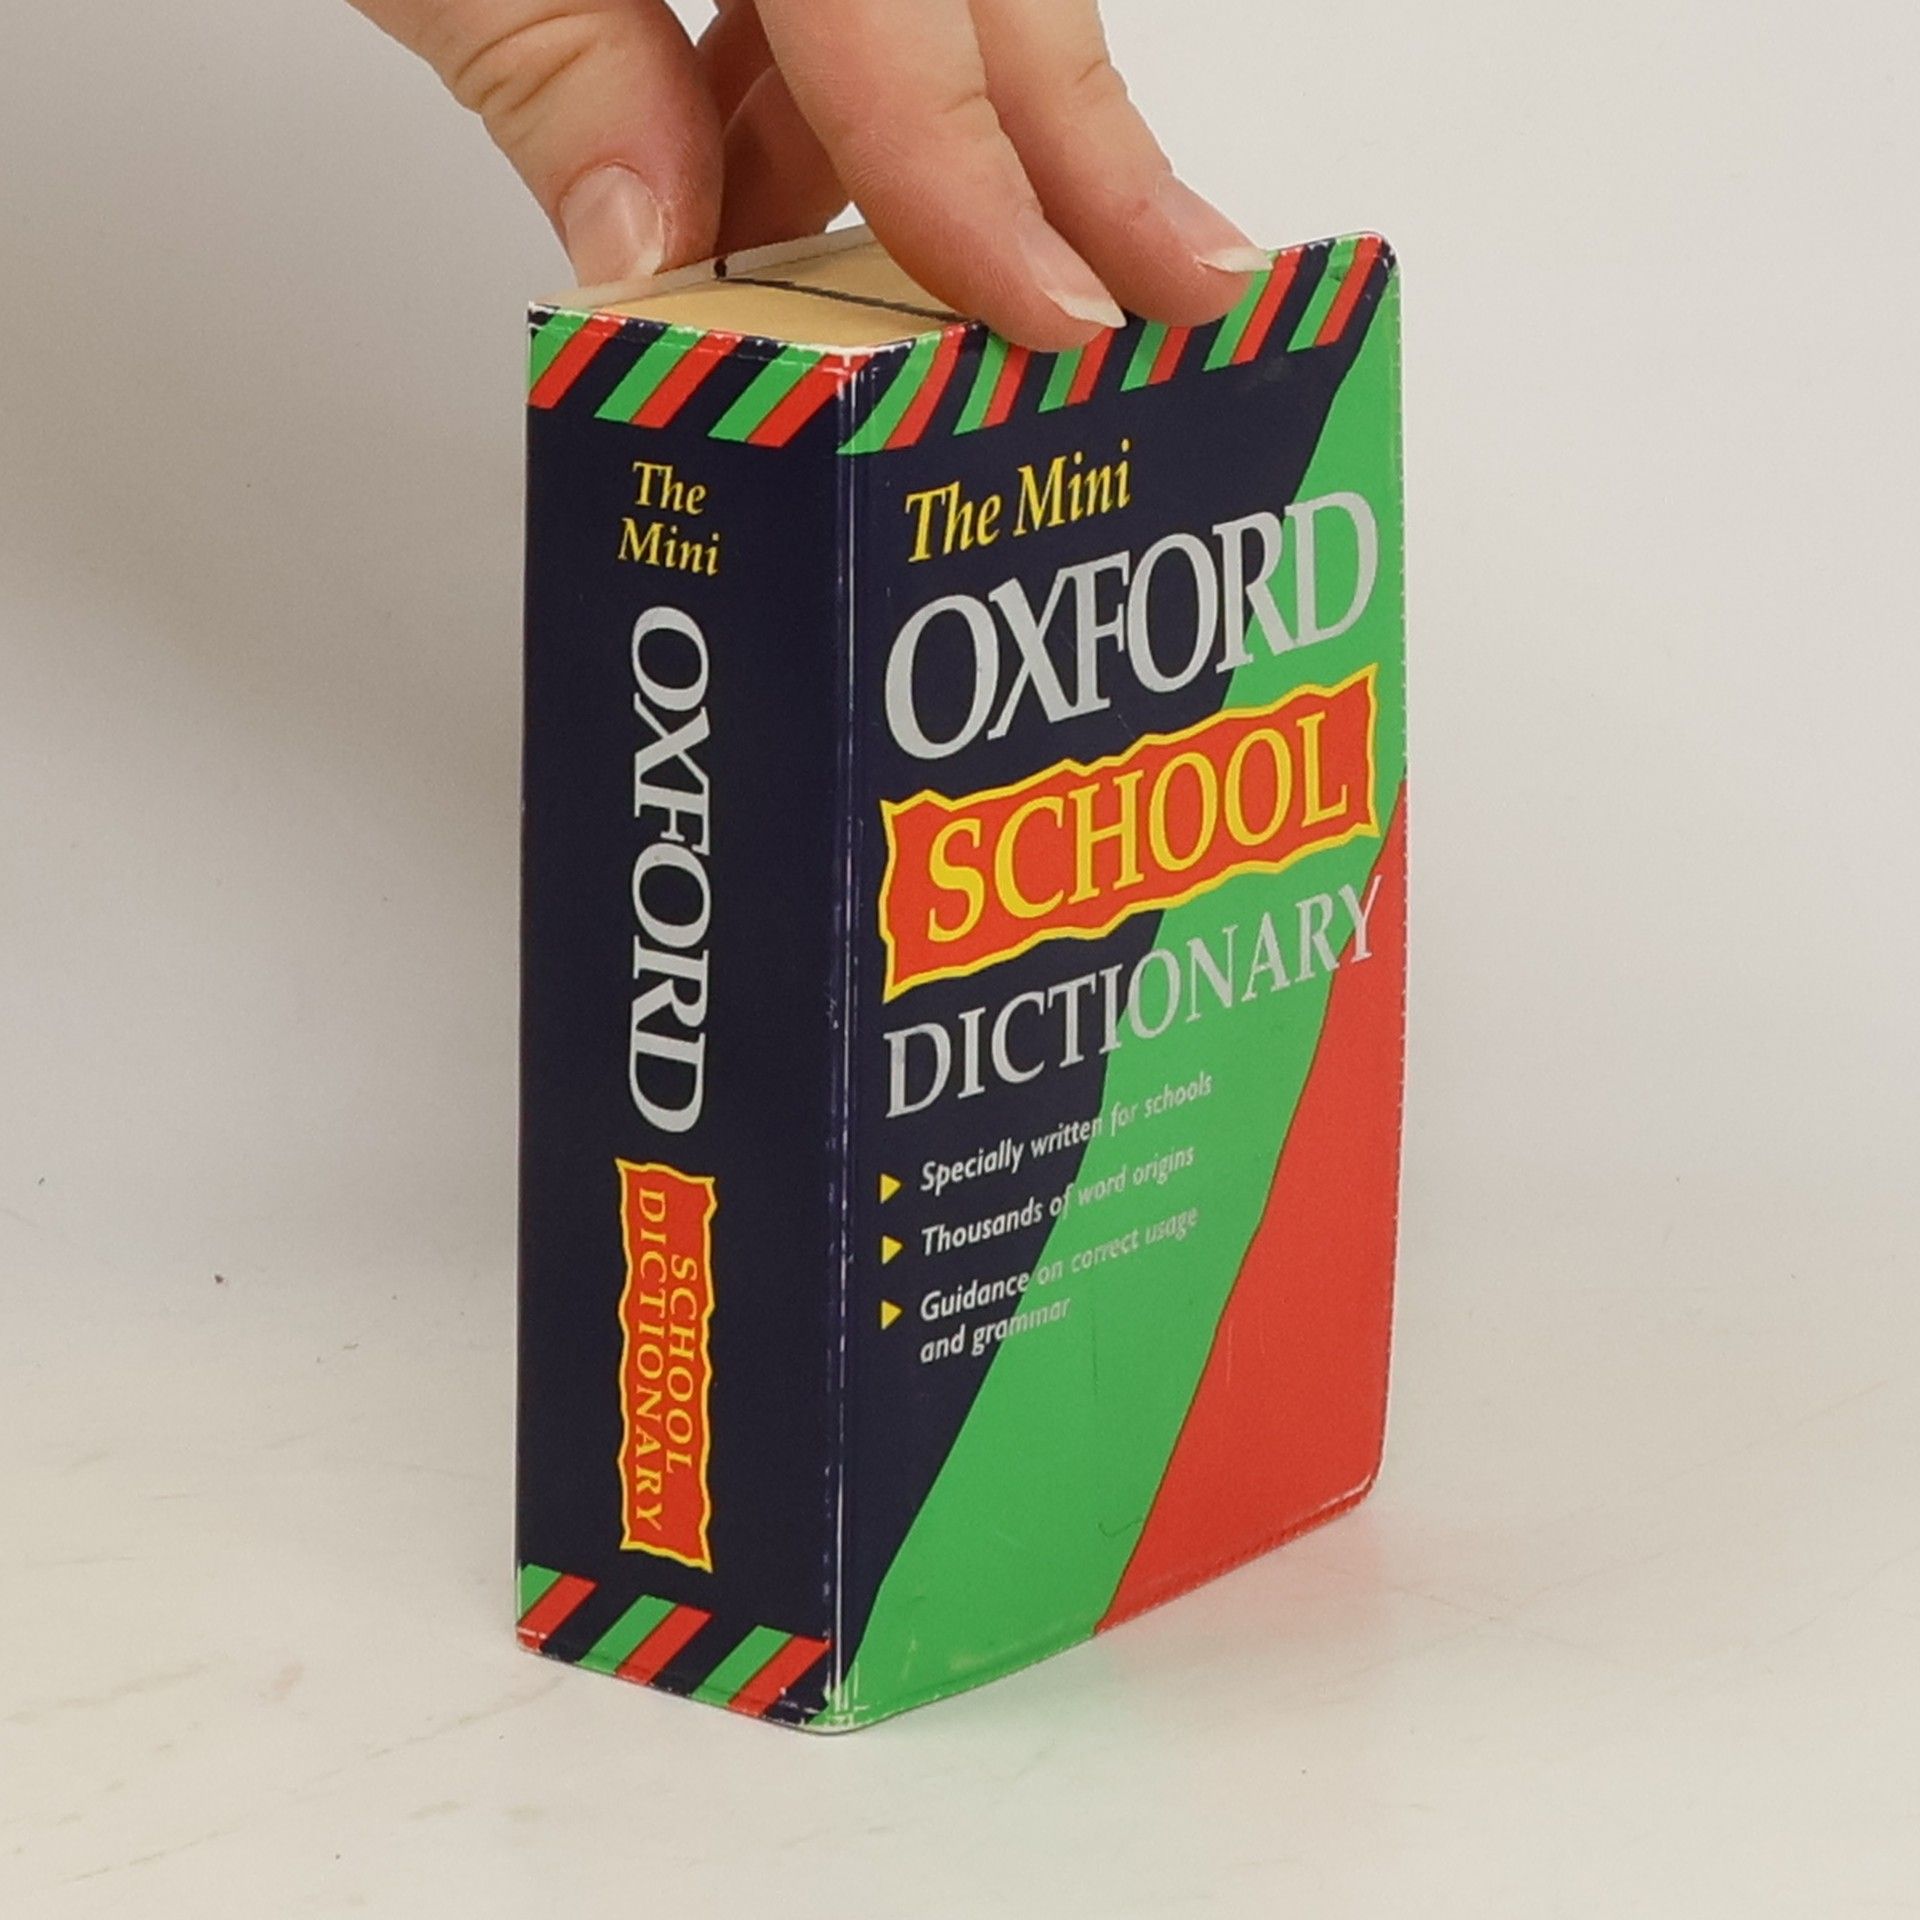 The
Mini
OXFORD
SCHOOL
DICTIONARY
The Mini
OXFORD
SCHOOL
DICTIONARY
Specially written for schools
Thousands of word origins
Guidance on correct usage
and grammar